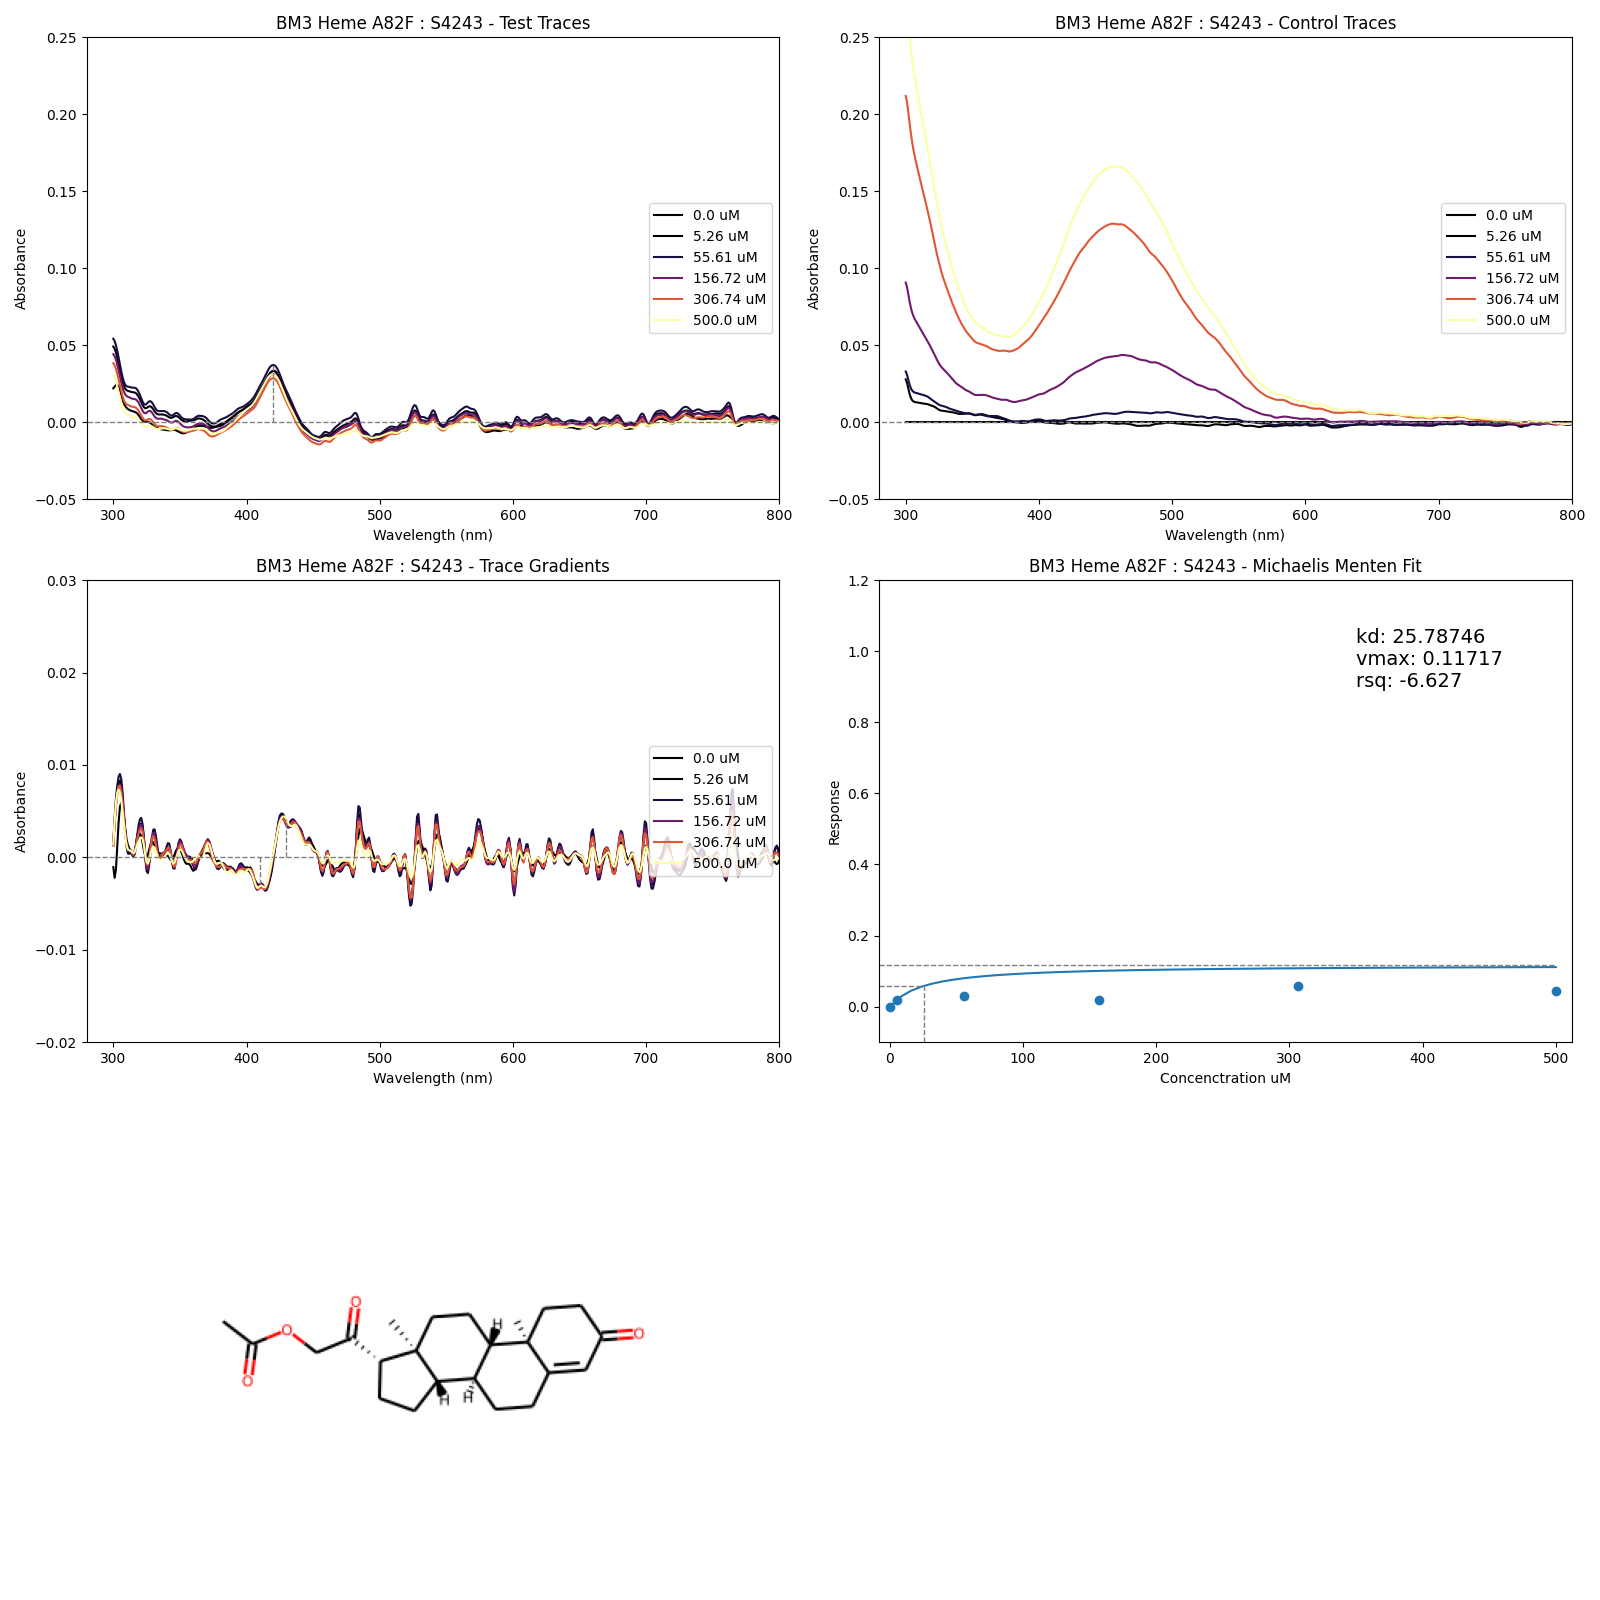 BM3 Heme A82F : S4243 - Test Traces
0.25
0.20
0.15
0.10
0.05
0.00
−0.05
Absorbance
0.0 uM
5.26 uM
55.61 uM
156.72 uM
306.74 uM
500.0 uM
300 400 500 600 700 800
Wavelength (nm)
BM3 Heme A82F : S4243 - Control Traces
0.25
0.20
0.15
0.10
0.05
0.00
−0.05
Absorbance
0.0 uM
5.26 uM
55.61 uM
156.72 uM
306.74 uM
500.0 uM
300 400 500 600 700 800
Wavelength (nm)
BM3 Heme A82F : S4243 - Trace Gradients
0.03
0.02
0.01
0.00
−0.01
−0.02
Absorbance
0.0 uM
5.26 uM
55.61 uM
156.72 uM
306.74 uM
500.0 uM
300 400 500 600 700 800
Wavelength (nm)
BM3 Heme A82F : S4243 - Michaelis Menten Fit
1.2
1.0
0.8
0.6
0.4
0.2
0.0
Response
kd: 25.78746
vmax: 0.11717
rsq: -6.627
0 100 200 300 400 500
Concenctration uM
O
O
O
H
O
H
H